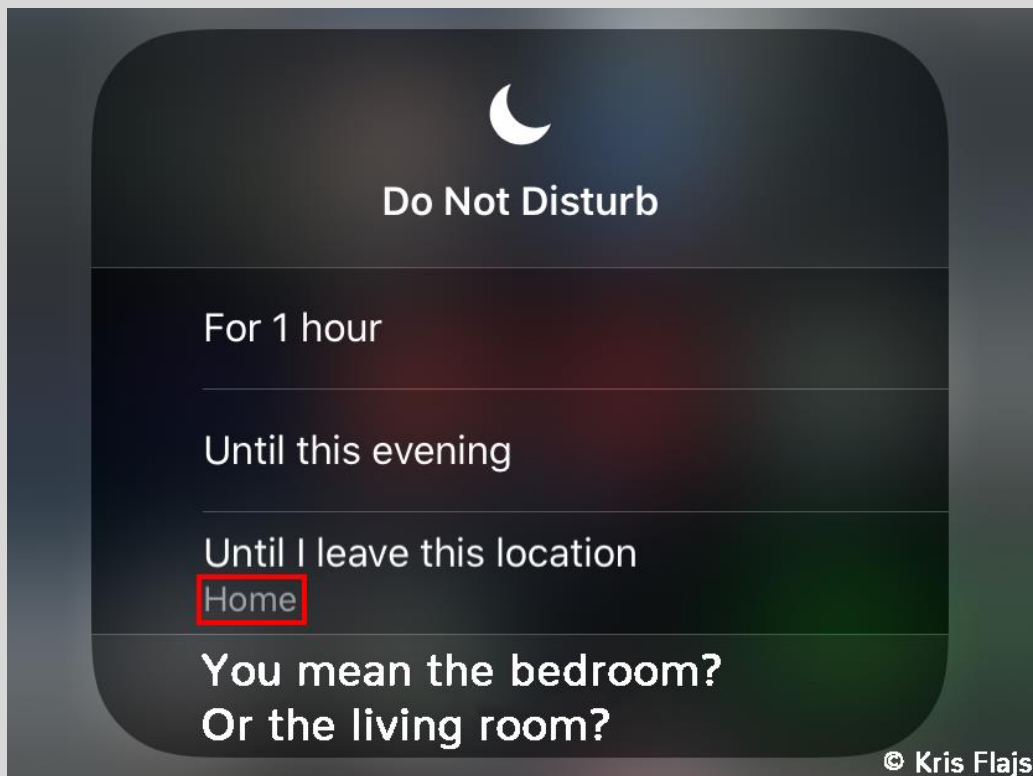 Do Not Disturb
For 1 hour
Until this evening
Until I leave this location
Home
You mean the bedroom?
Or the living room?
© Kris Flajs